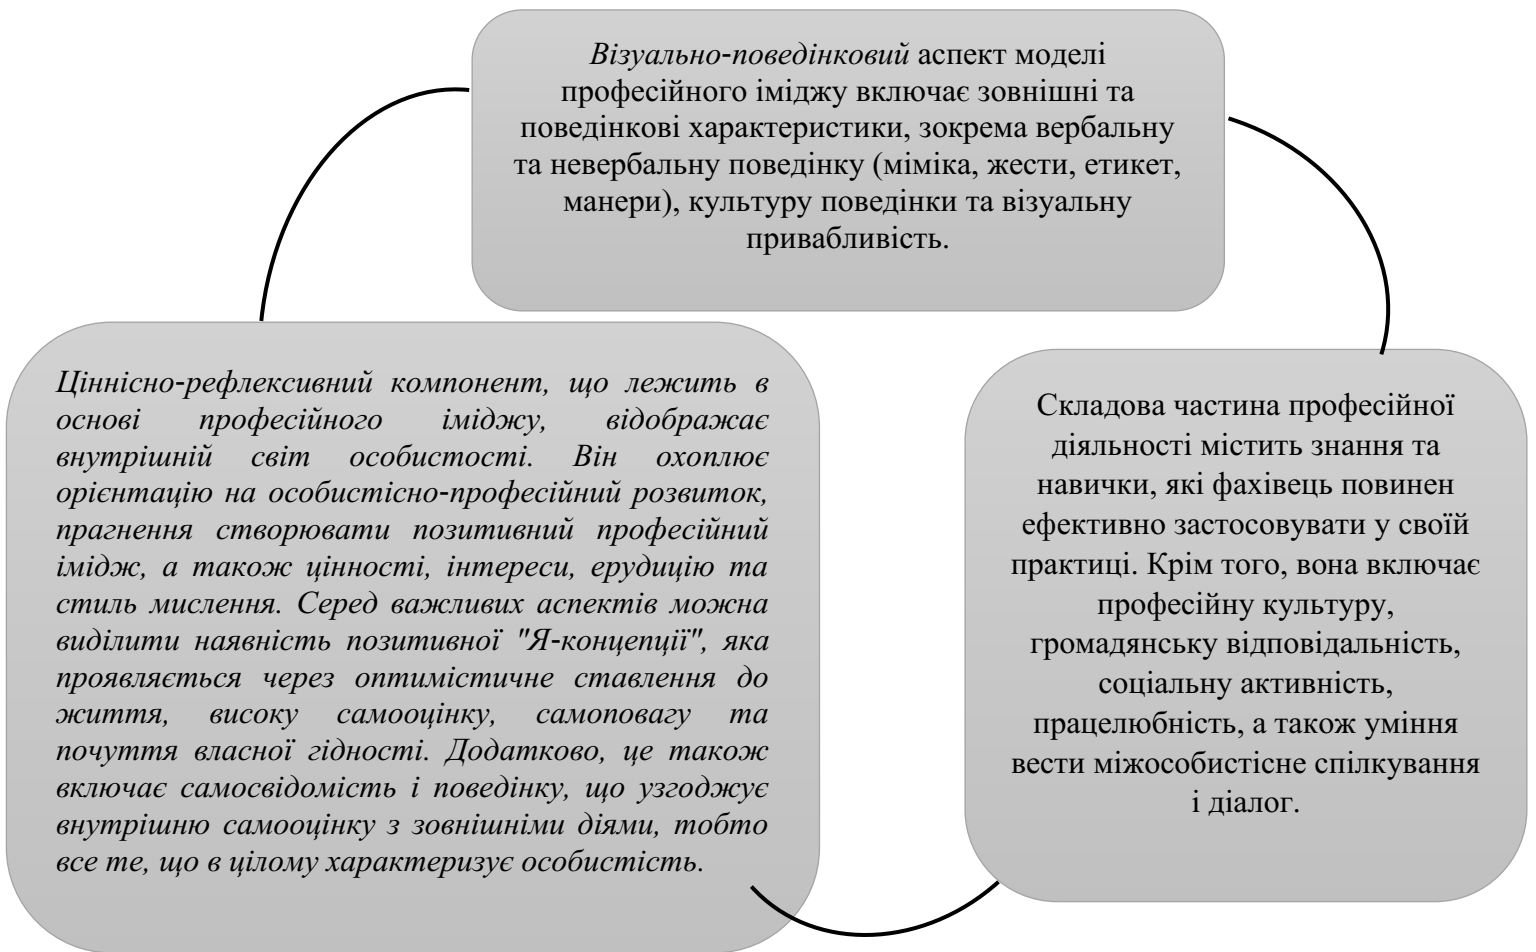 Візуально-поведінковий аспект моделі
професійного іміджу включає зовнішні та
поведінкові характеристики, зокрема вербальну
та невербальну поведінку (міміка, жести, етикет,
манери), культуру поведінки та візуальну
привабливість.
Ціннісно-рефлексивний компонент, що лежить в
основі професійного іміджу, відображає
внутрішній світ особистості. Він охоплює
орієнтацію на особистісно-професійний розвиток,
прагнення створювати позитивний професійний
імідж, а також цінності, інтереси, ерудицію та
стиль мислення. Серед важливих аспектів можна
виділити наявність позитивної "Я-концепції", яка
проявляється через оптимістичне ставлення до
життя, високу самооцінку, самоповагу та
почуття власної гідності. Додатково, це також
включає самосвідомість і поведінку, що узгоджує
внутрішню самооцінку з зовнішніми діями, тобто
все те, що в цілому характеризує особистість.
Складова частина професійної
діяльності містить знання та
навички, які фахівець повинен
ефективно застосовувати у своїй
практиці. Крім того, вона включає
професійну культуру,
громадянську відповідальність,
соціальну активність,
працелюбність, а також уміння
вести міжособистісне спілкування
і діалог.